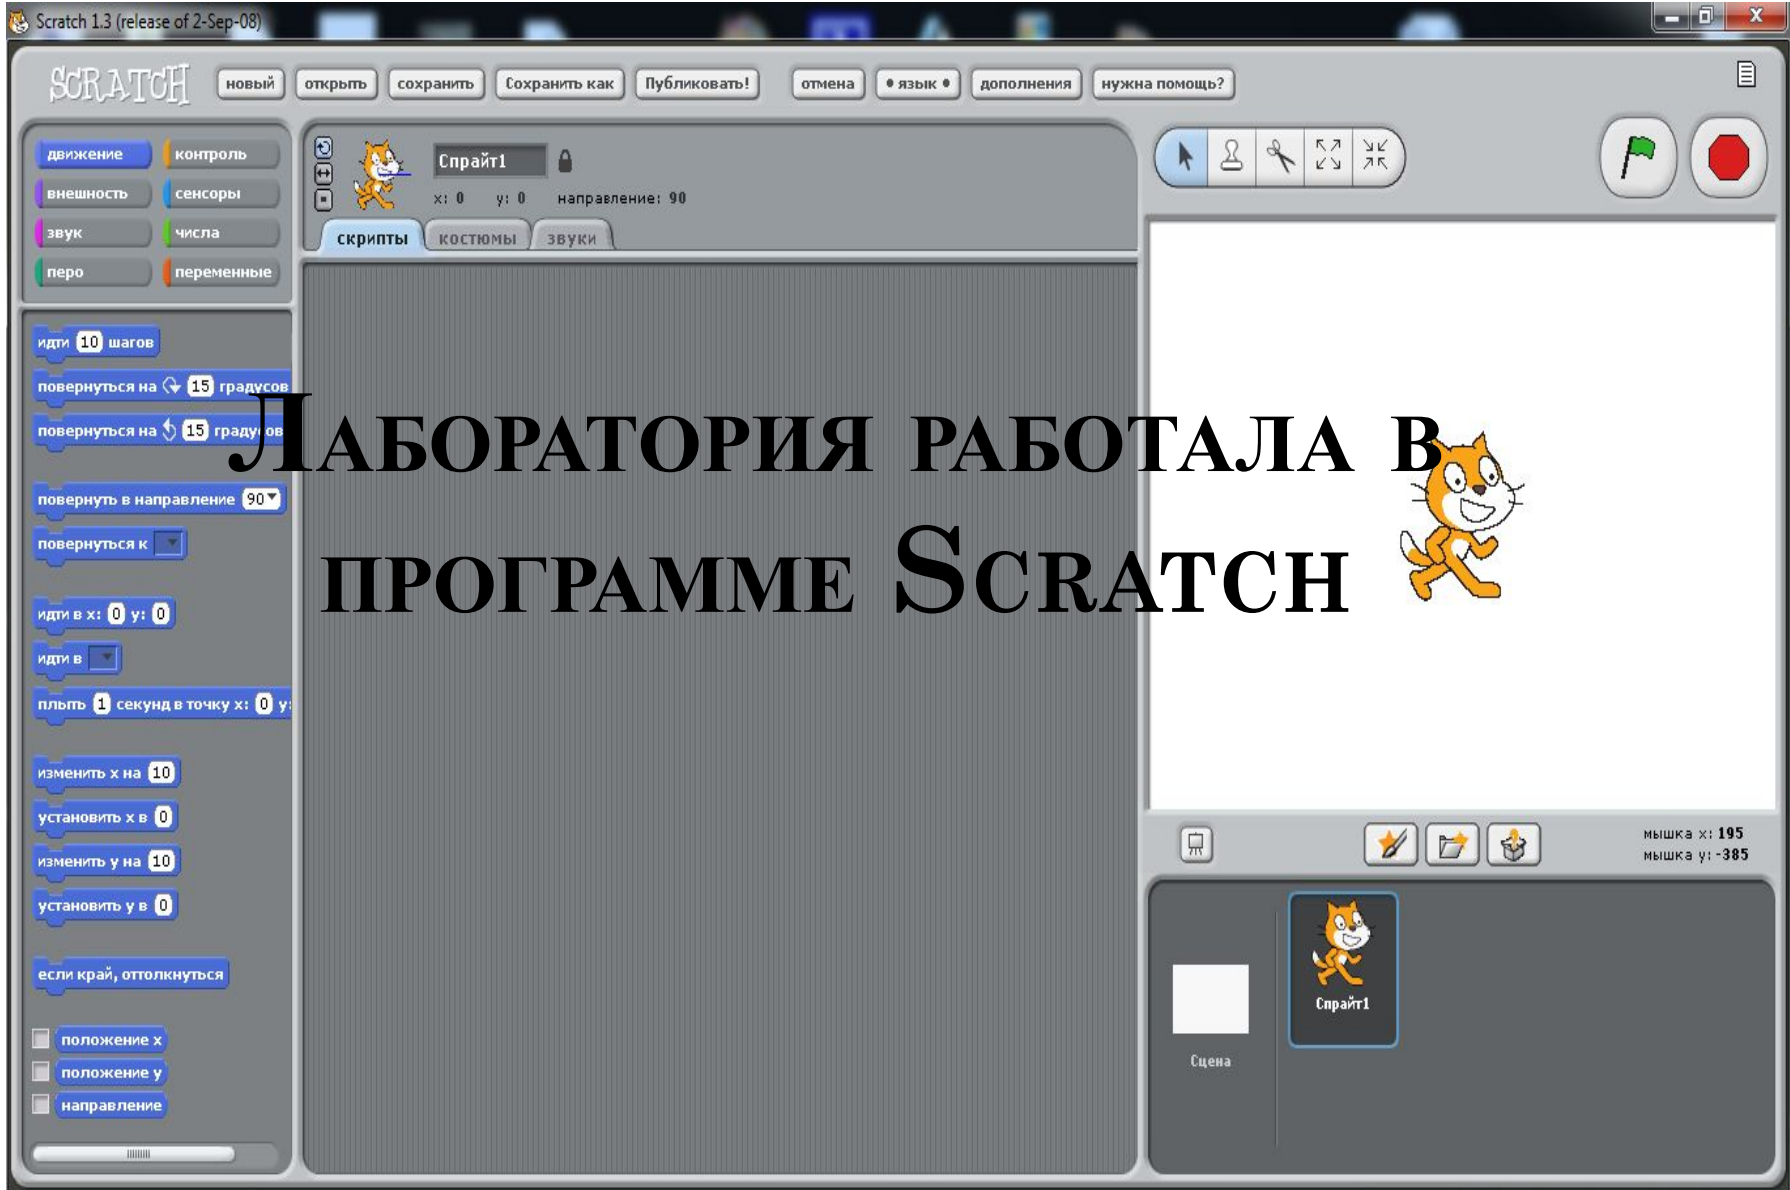 Scratch 1.3 (release of 2-Sep-08)
SCRATCH
новый
открыть
сохранить
Сохранить как
Публиковать!
отмена
• язык •
дополнения
нужна помощь?
движение
контроль
внешность
сенсоры
звук
числа
перо
переменные
Спрайт1
x: 0 y: 0 направление: 90
скрипты
костюмы
звуки
идти 10 шагов
повернуться на 15 градусов
повернуться на 15 градусов
повернуть в направление 90
повернуться к
идти в x: 0 y: 0
идти в
плыть 1 секунд в точку x: 0 y:
изменить x на 10
установить x в 0
изменить y на 10
установить y в 0
если край, оттолкнуться
положение x
положение y
направление
Лаборатория работала в
программе Scratch
мышка x: 195
мышка y: -385
Спрайт1
Сцена